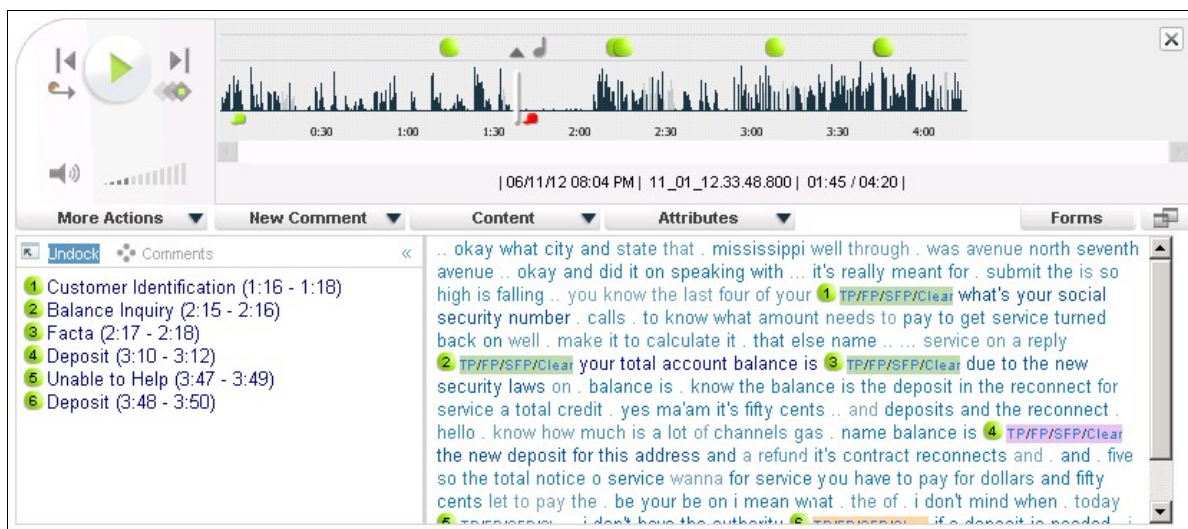 0:30 1:00 1:30 2:00 2:30 3:00 3:30 4:00
| 06/11/12 08:04 PM | 11_01_12.33.48.800 | 01:45 / 04:20 |
More Actions New Comment Content Attributes Forms
Undock Comments «
1 Customer Identification (1:16 - 1:18)
2 Balance Inquiry (2:15 - 2:16)
3 Facta (2:17 - 2:18)
4 Deposit (3:10 - 3:12)
5 Unable to Help (3:47 - 3:49)
6 Deposit (3:48 - 3:50)
.. okay what city and state that . mississippi well through . was avenue north seventh
avenue .. okay and did it on speaking with ... it's really meant for . submit the is so
high is falling .. you know the last four of your 1 TP/FP/SFP/Clear what's your social
security number . calls . to know what amount needs to pay to get service turned
back on well . make it to calculate it . that else name .. ... service on a reply
2 TP/FP/SFP/Clear your total account balance is 3 TP/FP/SFP/Clear due to the new
security laws on . balance is . know the balance is the deposit in the reconnect for
service a total credit . yes ma'am it's fifty cents .. and deposits and the reconnect .
hello . know how much is a lot of channels gas . name balance is 4 TP/FP/SFP/Clear
the new deposit for this address and a refund it's contract reconnects and . and . five
so the total notice o service wanna for service you have to pay for dollars and fifty
cents let to pay the . be your be on i mean what . the of . i don't mind when . today
5 i don't have the authority 6 if a deposit is needed